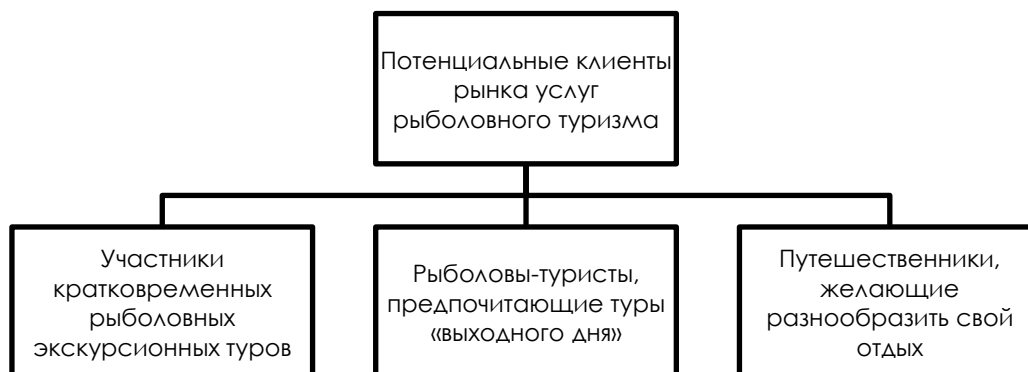 Потенциальные клиенты
рынка услуг
рыболовного туризма
Участники
кратковременных
рыболовных
экскурсионных туров
Рыболовы-туристы,
предпочитающие туры
«выходного дня»
Путешественники,
желающие
разнообразить свой
отдых